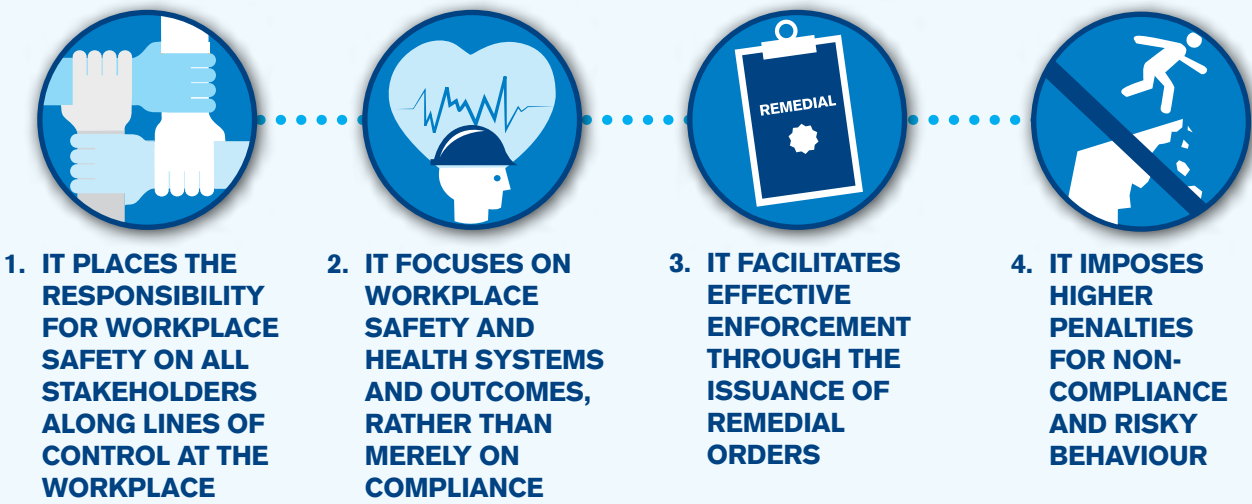 REMEDIAL
1. IT PLACES THE
RESPONSIBILITY
FOR WORKPLACE
SAFETY ON ALL
STAKEHOLDERS
ALONG LINES OF
CONTROL AT THE
WORKPLACE
2. IT FOCUSES ON
WORKPLACE
SAFETY AND
HEALTH SYSTEMS
AND OUTCOMES,
RATHER THAN
MERELY ON
COMPLIANCE
3. IT FACILITATES
EFFECTIVE
ENFORCEMENT
THROUGH THE
ISSUANCE OF
REMEDIAL
ORDERS
4. IT IMPOSES
HIGHER
PENALTIES
FOR NON-
COMPLIANCE
AND RISKY
BEHAVIOUR